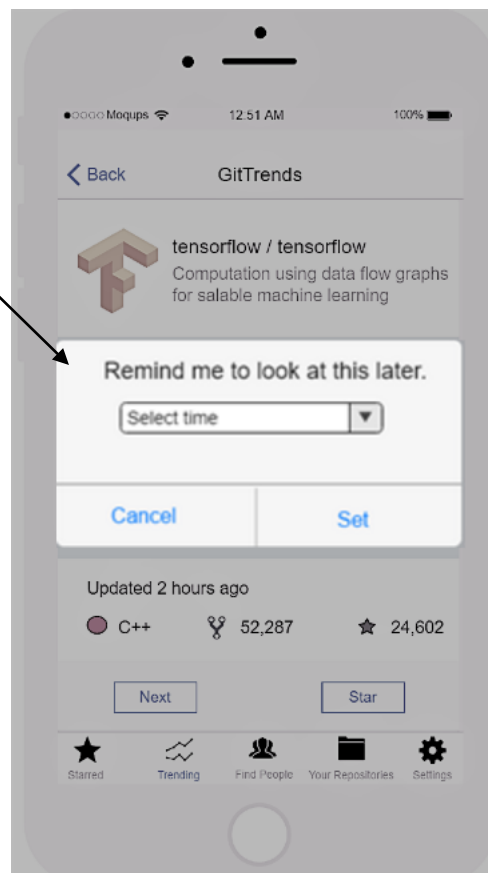 Moqups 12:51 AM 100%
Back GitTrends
tensorflow / tensorflow
Computation using data flow graphs
for salable machine learning
Remind me to look at this later.
Select time
Cancel Set
Updated 2 hours ago
C++ 52,287 24,602
Next Star
Starred Trending Find People Your Repositories Settings